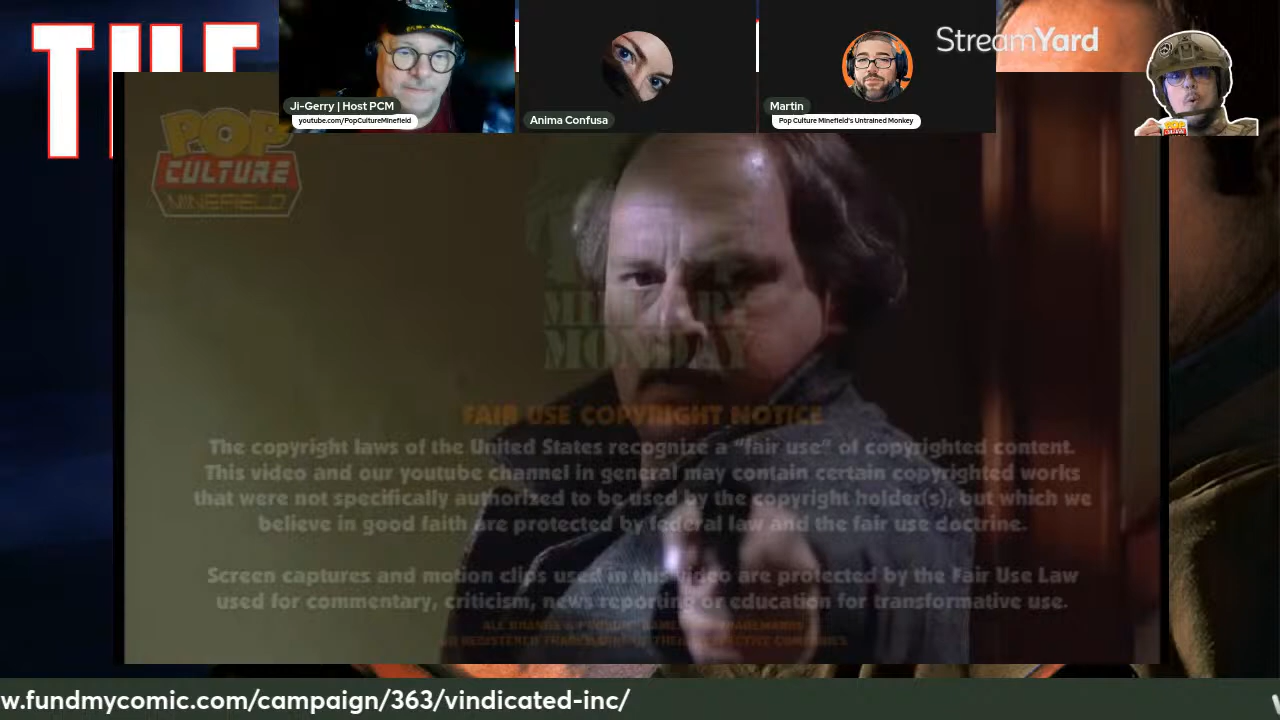 THE
StreamYard
Ji-Gerry | Host PCM
youtube.com/PopCultureMinefield
Anima Confusa
Martin
Pop Culture Minefield's Untrained Monkey
POP
CULTURE
POP
CULTURE
MINEFIELD
MILITARY
MONDAY
FAIR USE COPYRIGHT NOTICE
The copyright laws of the United States recognize a “fair use” of copyrighted content.
This video and our youtube channel in general may contain certain copyrighted works
that were not specifically authorized to be used by the copyright holder(s), but which we
believe in good faith are protected by federal law and the fair use doctrine.
Screen captures and motion clips used in this video are protected by the Fair Use Law
used for commentary, criticism, news reporting or education for transformative use.
w.fundmycomic.com/campaign/363/vindicated-inc/